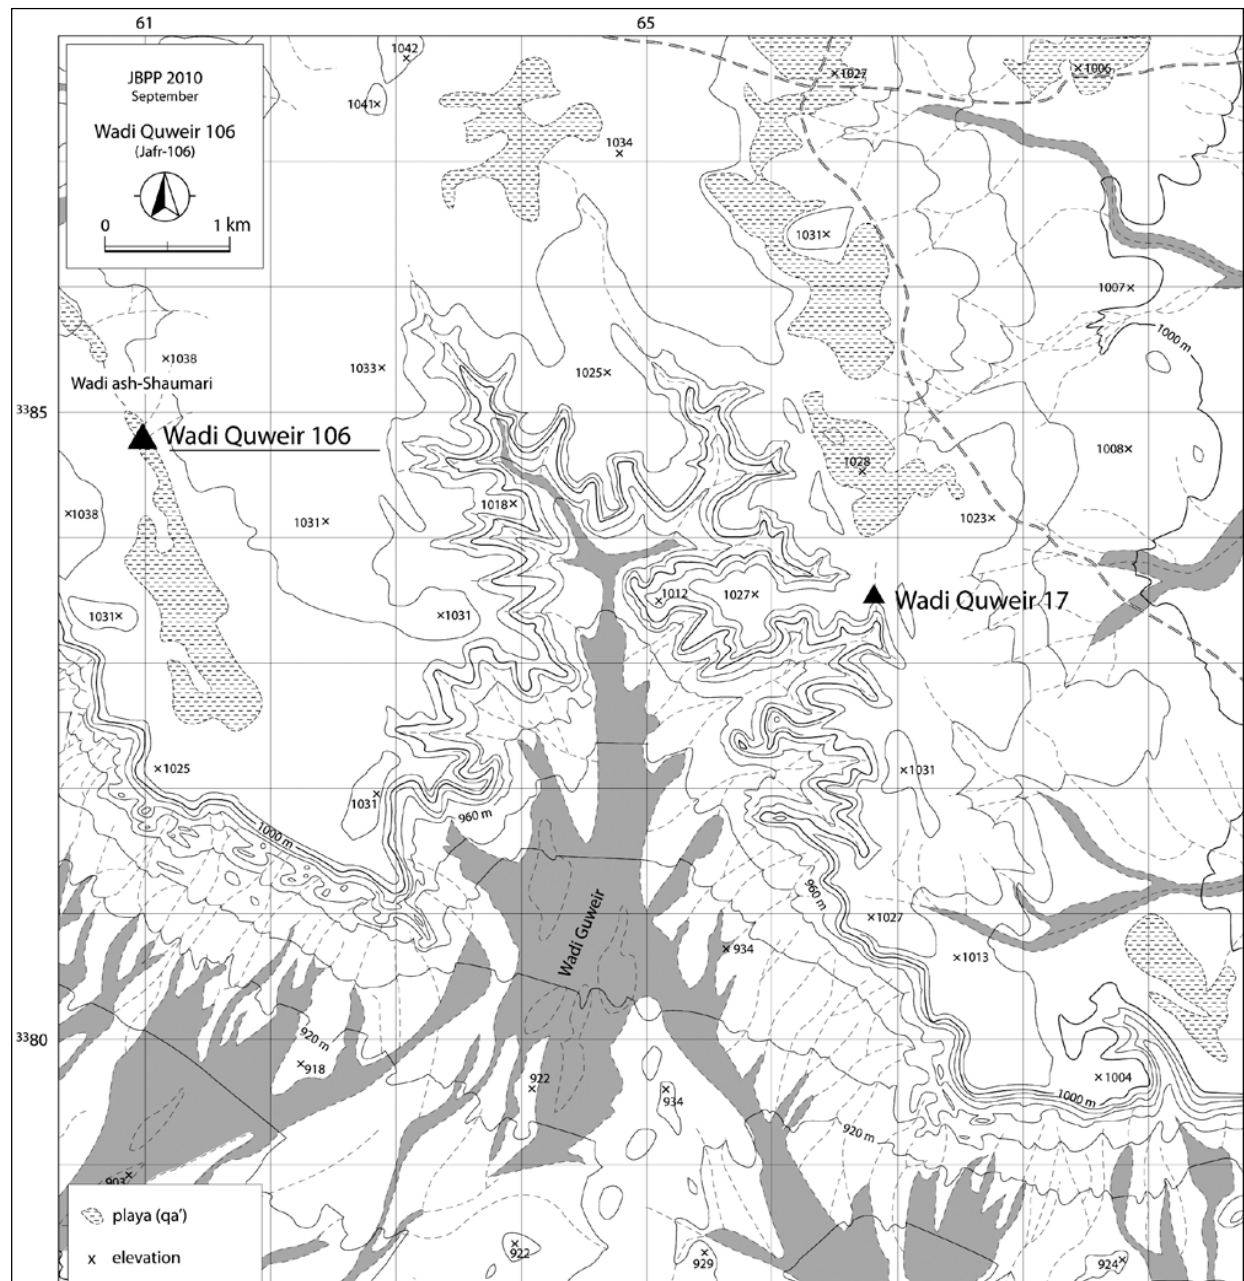 61
65
JBPP 2010
September
Wadi Quweir 106
(Jafr-106)
0
1 km
1042
1041
1034
1027
1006
1031
1007
1000 m
1038
1033
1025
Wadi ash-Shaumari
3385
Wadi Quweir 106
1028
1008
1018
1038
1031
1023
1012
1027
1031
1031
Wadi Quweir 17
1025
1031
1031
960 m
1000 m
960 m
Wadi Guweir
1027
934
1013
3380
920 m
918
922
934
1004
1000 m
920 m
903
playa (qa')
922
929
924
elevation